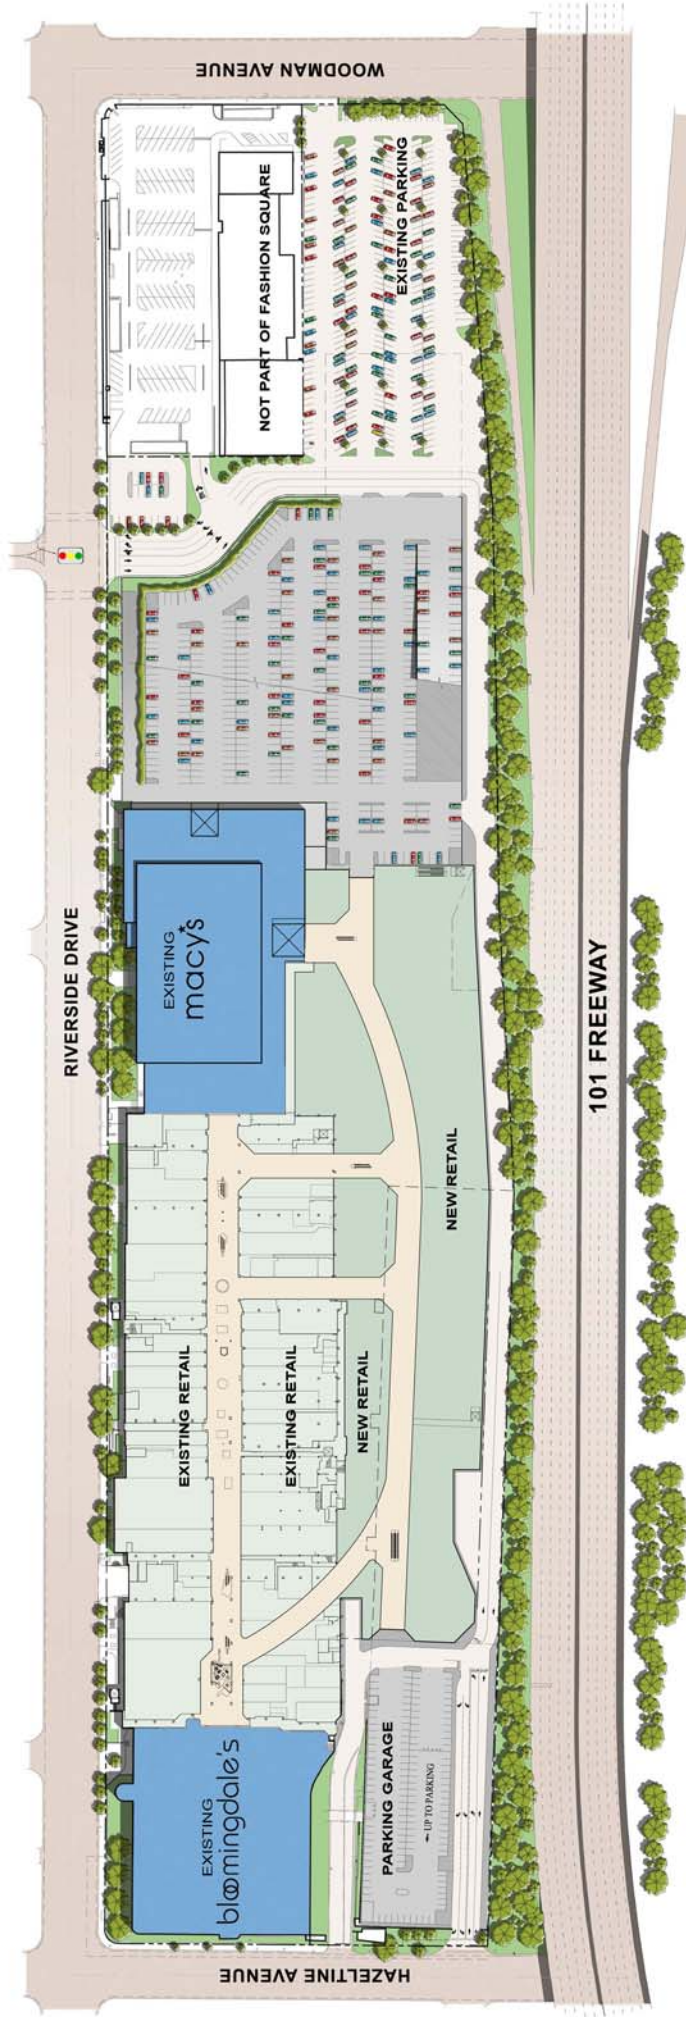 WOODMAN AVENUE
NOT PART OF FASHION SQUARE
EXISTING PARKING
RIVERSIDE DRIVE
EXISTING
macy★s
101 FREEWAY
NEW RETAIL
EXISTING RETAIL
EXISTING RETAIL
NEW RETAIL
EXISTING
bloomingdale's
PARKING GARAGE
UP TO PARKING
HAZELTINE AVENUE